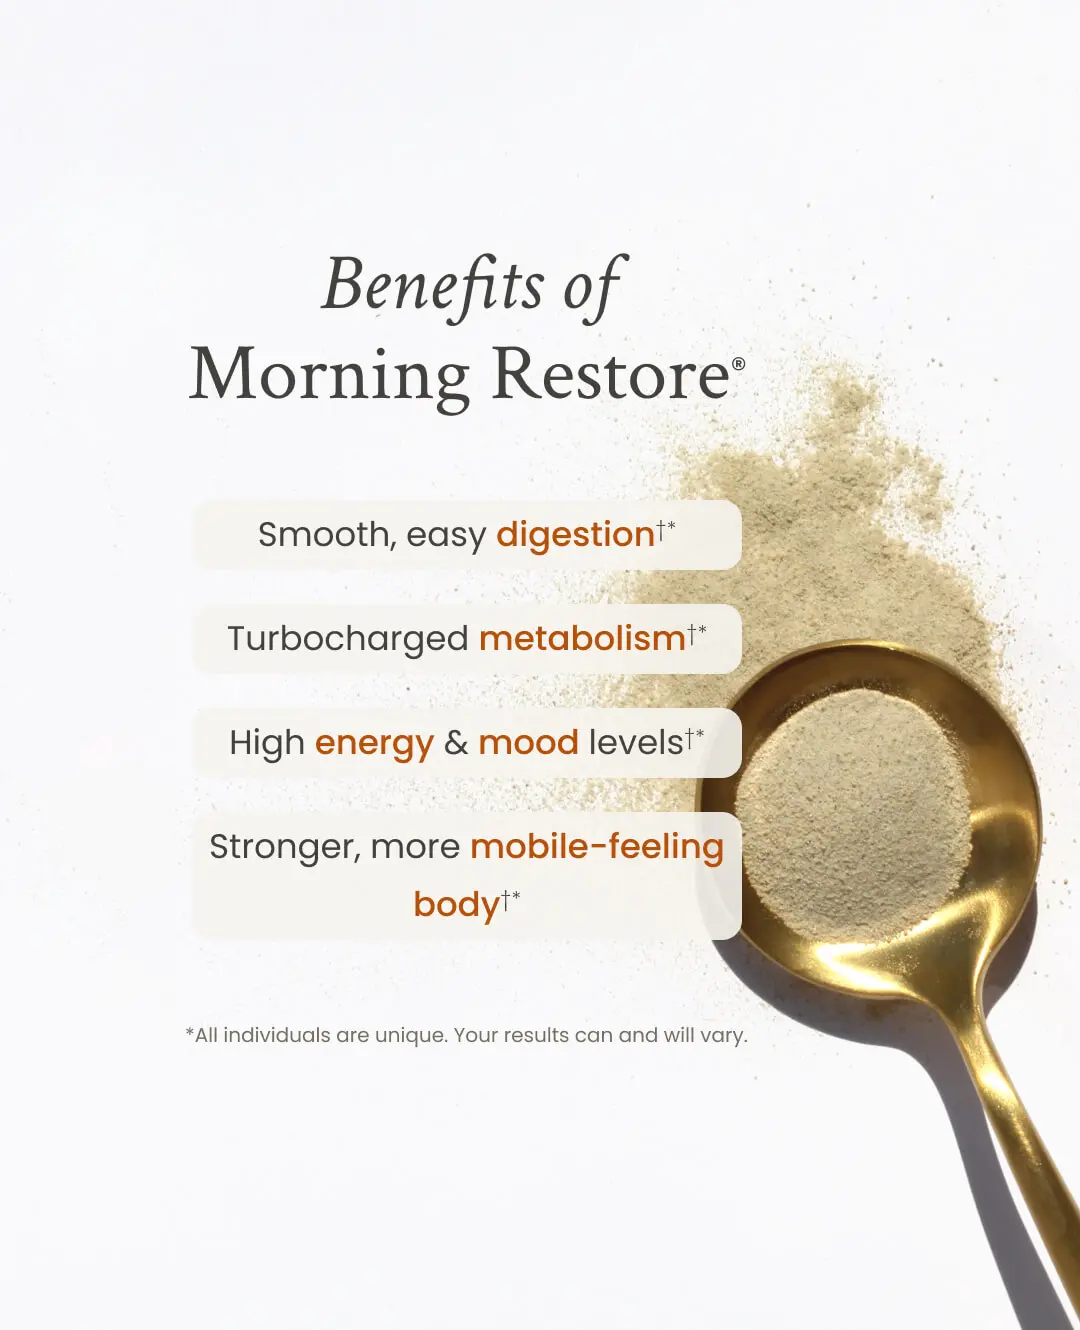 Benefits of
Morning Restore®
Smooth, easy digestion†*
Turbocharged metabolism†*
High energy & mood levels†*
Stronger, more mobile-feeling
body†*
*All individuals are unique. Your results can and will vary.